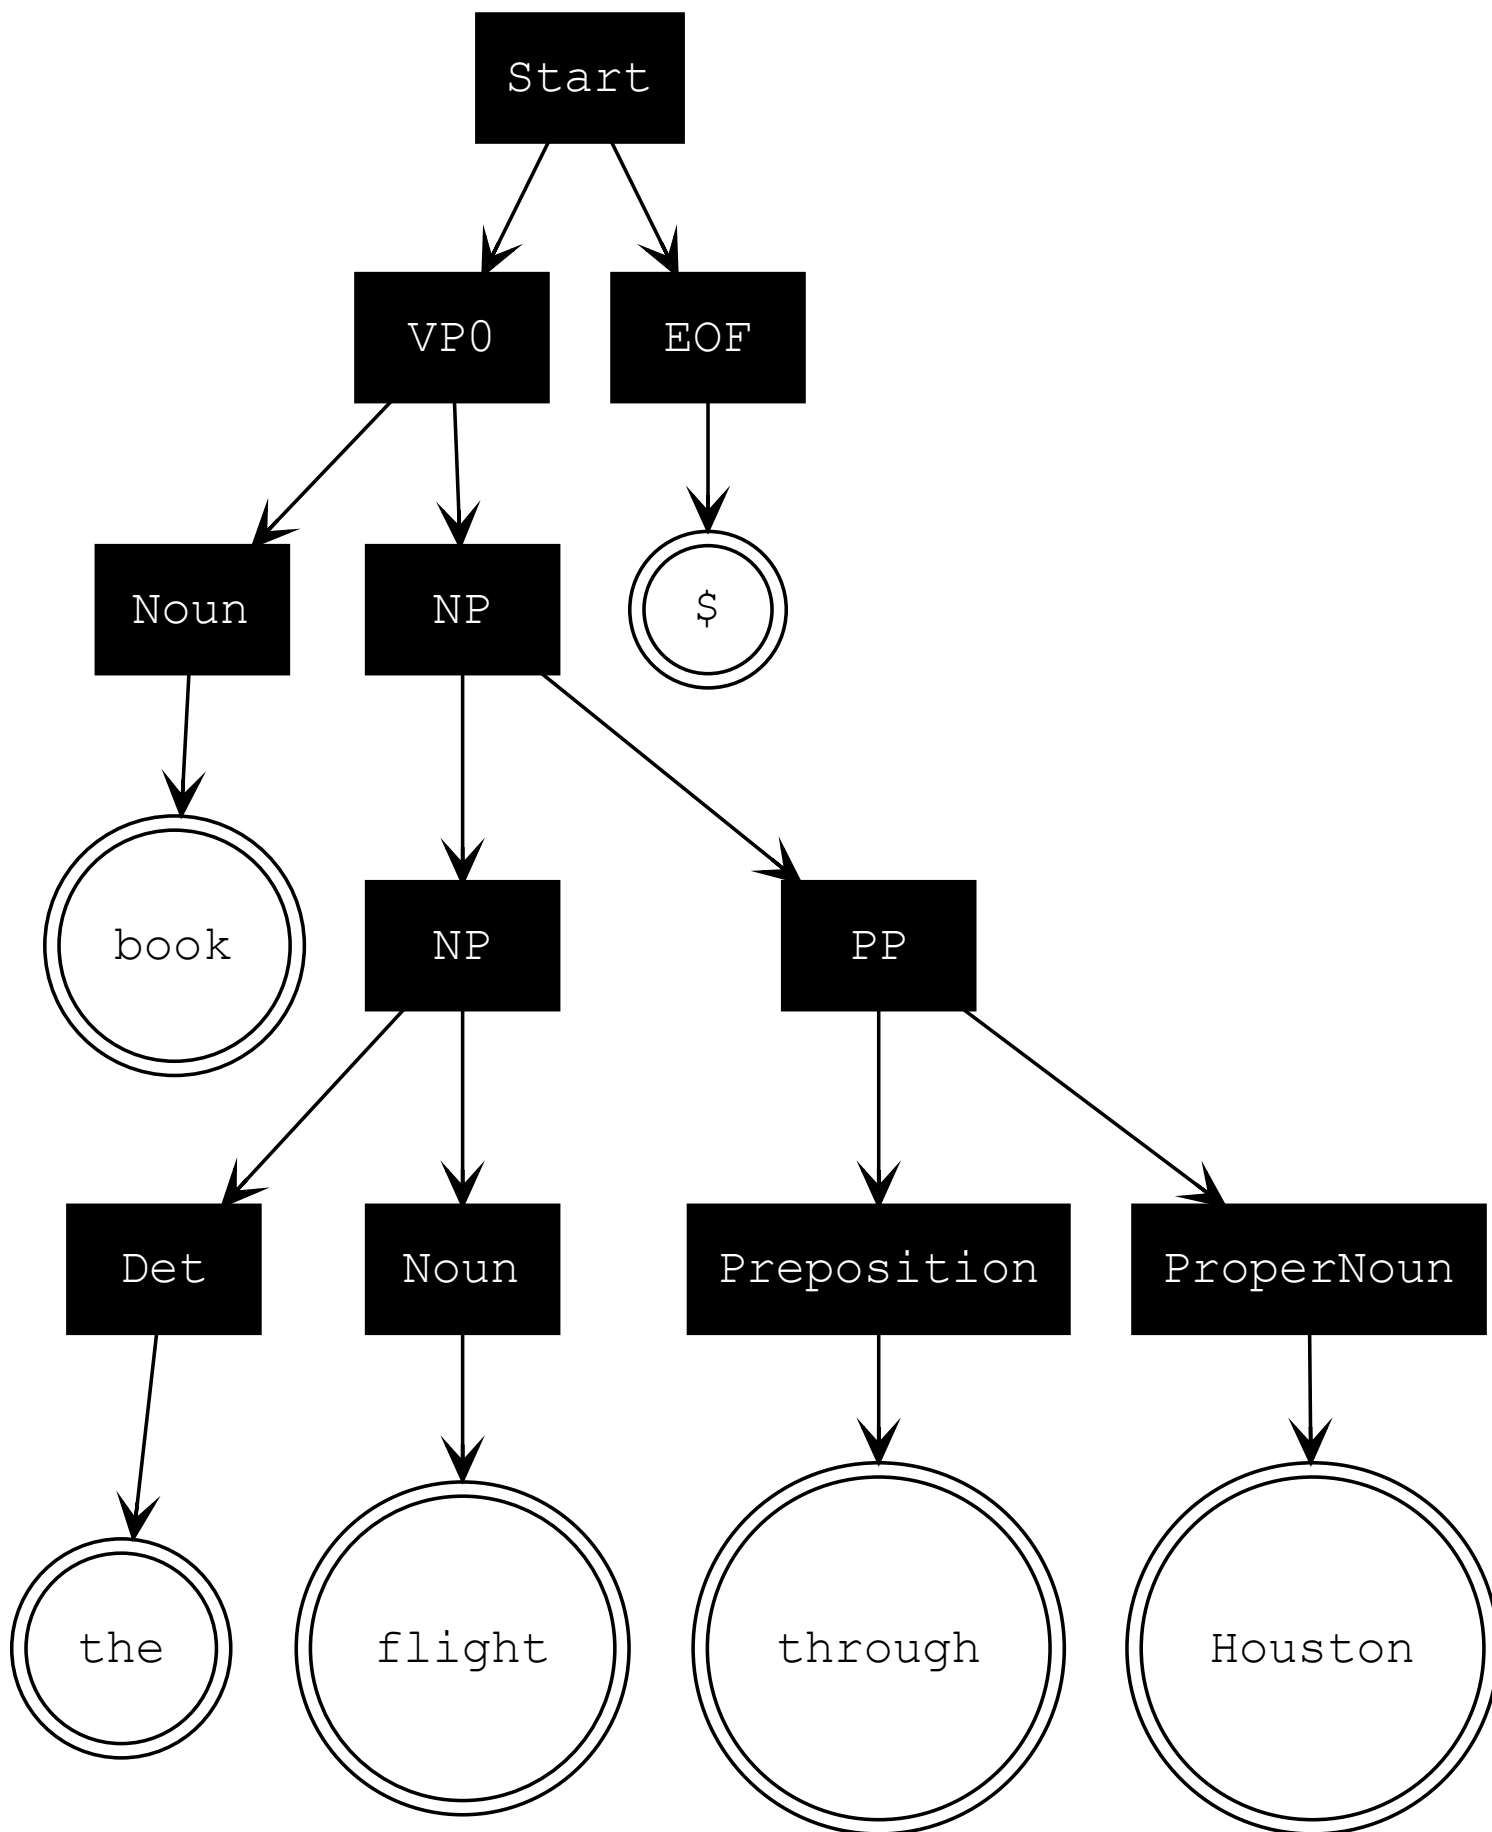 Start
VP0 EOF
Noun NP $
book NP PP
Det Noun Preposition ProperNoun
the flight through Houston